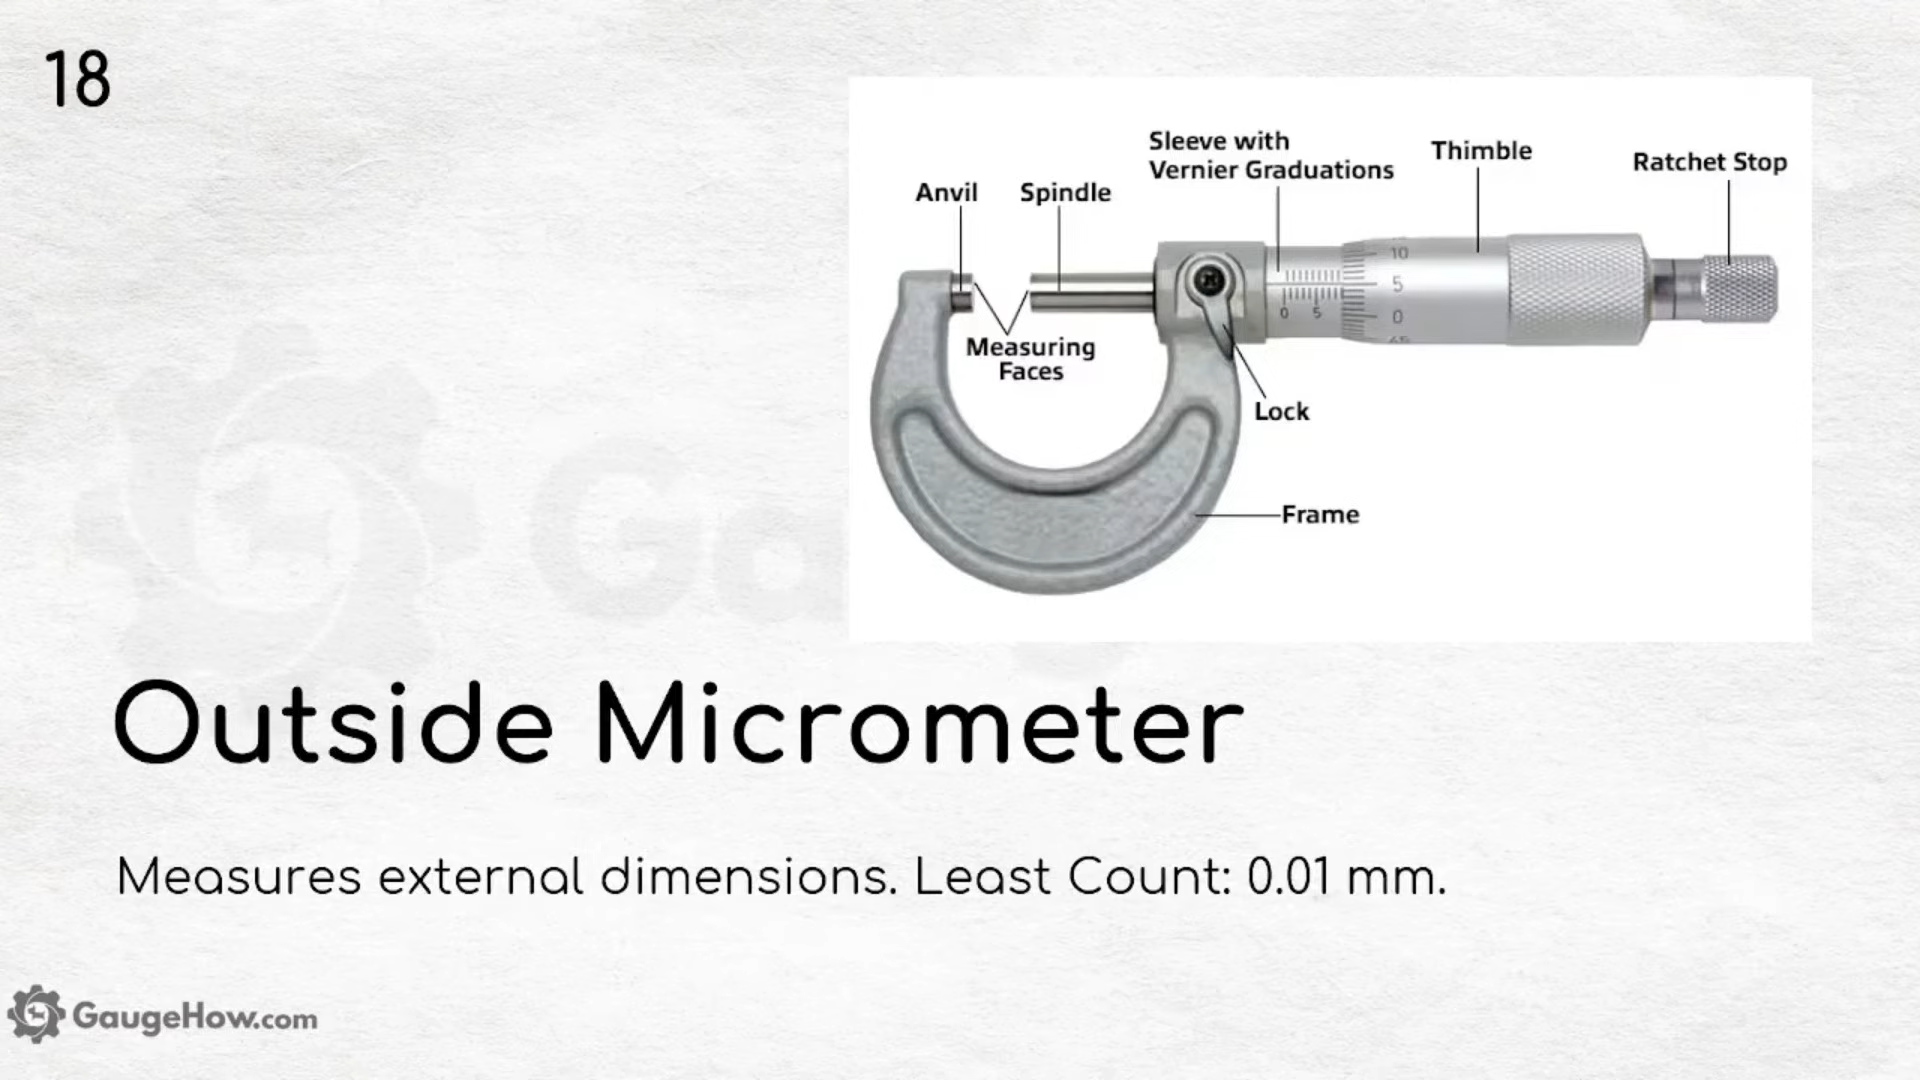 18
Sleeve with
Vernier Graduations
Thimble
Ratchet Stop
Anvil
Spindle
10
5
0
0 5
45
Measuring
Faces
Lock
Frame
Outside Micrometer
Measures external dimensions. Least Count: 0.01 mm.
GaugeHow.com